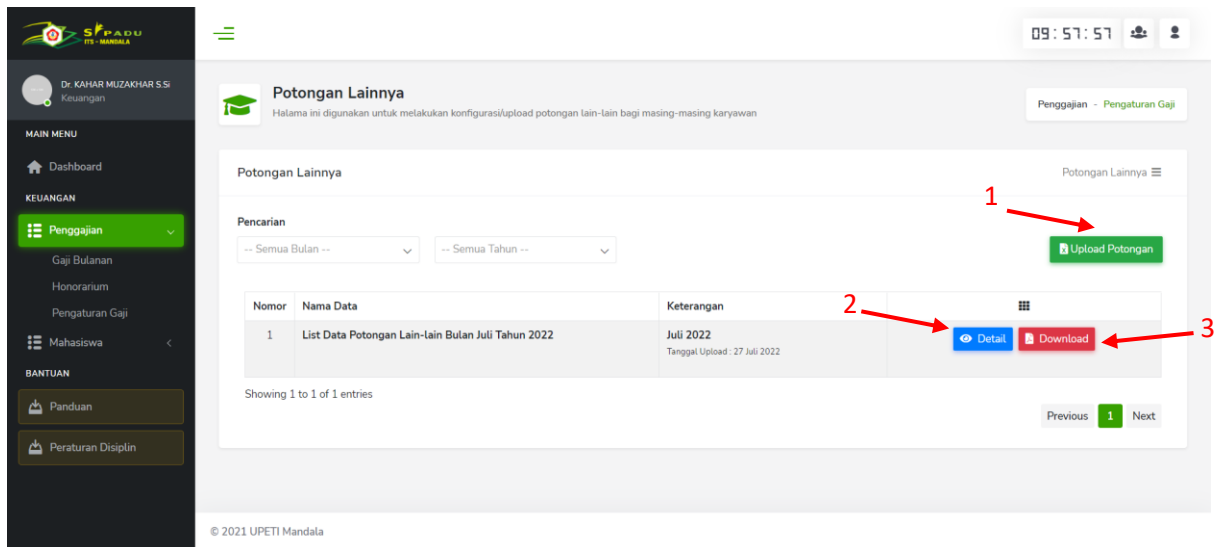 SIPADU
ITS - MANDALA
09:57:57
Dr. KAHAR MUZAKHAR S.Si
Keuangan
MAIN MENU
Dashboard
KEUANGAN
Penggajian
Gaji Bulanan
Honorarium
Pengaturan Gaji
Mahasiswa
BANTUAN
Panduan
Peraturan Disiplin
Potongan Lainnya
Halama ini digunakan untuk melakukan konfigurasi/upload potongan lain-lain bagi masing-masing karyawan
Penggajian - Pengaturan Gaji
Potongan Lainnya
Potongan Lainnya
1
Pencarian
-- Semua Bulan --
-- Semua Tahun --
Upload Potongan
Nomor Nama Data Keterangan
2
1 List Data Potongan Lain-lain Bulan Juli Tahun 2022 Juli 2022 Detail Download
Tanggal Upload : 27 Juli 2022
3
Showing 1 to 1 of 1 entries
Previous 1 Next
© 2021 UPETI Mandala